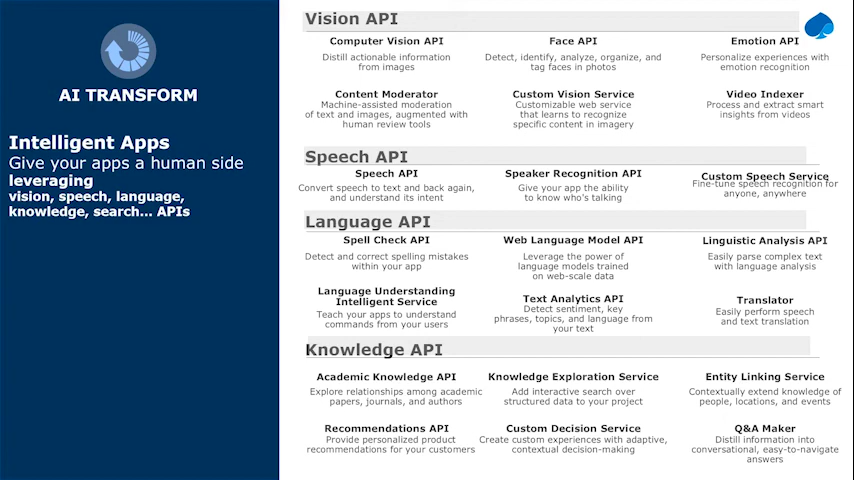 AI TRANSFORM
Intelligent Apps
Give your apps a human side
leveraging
vision, speech, language,
knowledge, search... APIs
Vision API
Computer Vision API
Distill actionable information
from images
Face API
Detect, identify, analyze, organize, and
tag faces in photos
Emotion API
Personalize experiences with
emotion recognition
Content Moderator
Machine-assisted moderation
of text and images, augmented with
human review tools
Custom Vision Service
Customizable web service
that learns to recognize
specific content in imagery
Video Indexer
Process and extract smart
insights from videos
Speech API
Speech API
Convert speech to text and back again,
and understand its intent
Speaker Recognition API
Give your app the ability
to know who's talking
Custom Speech Service
Fine-tune speech recognition for
anyone, anywhere
Language API
Spell Check API
Detect and correct spelling mistakes
within your app
Web Language Model API
Leverage the power of
language models trained
on web-scale data
Linguistic Analysis API
Easily parse complex text
with language analysis
Language Understanding
Intelligent Service
Teach your apps to understand
commands from your users
Text Analytics API
Detect sentiment, key
phrases, topics, and language from
your text
Translator
Easily perform speech
and text translation
Knowledge API
Academic Knowledge API
Explore relationships among academic
papers, journals, and authors
Knowledge Exploration Service
Add interactive search over
structured data to your project
Entity Linking Service
Contextually extend knowledge of
people, locations, and events
Recommendations API
Provide personalized product
recommendations for your customers
Custom Decision Service
Create custom experiences with adaptive,
contextual decision-making
Q&A Maker
Distill information into
conversational, easy-to-navigate
answers